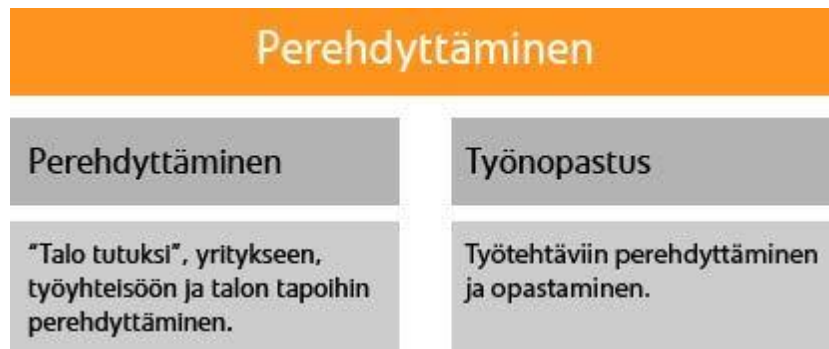 Perehdyttäminen
Perehdyttäminen
Työnopastus
”Talo tutuksi”, yritykseen,
työyhteisöön ja talon tapoihin
perehdyttäminen.
Työtehtäviin perehdyttäminen
ja opastaminen.